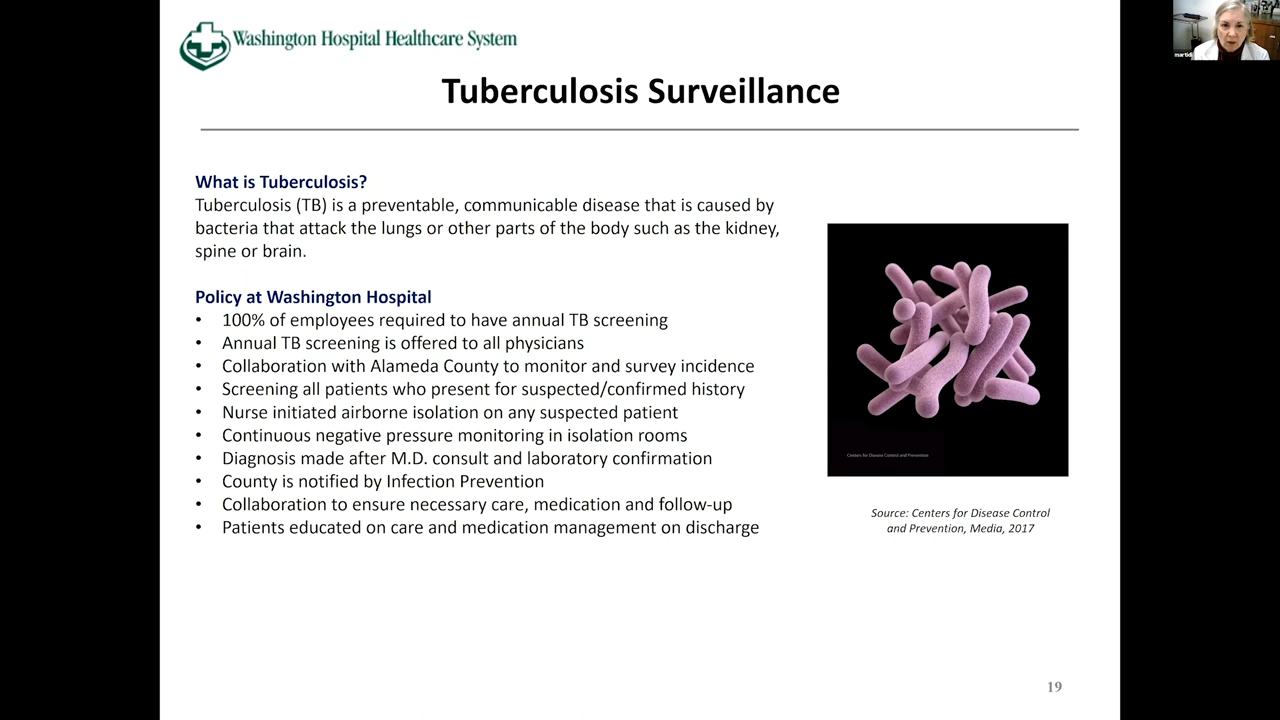 Washington Hospital Healthcare System
Tuberculosis Surveillance
What is Tuberculosis?
Tuberculosis (TB) is a preventable, communicable disease that is caused by
bacteria that attack the lungs or other parts of the body such as the kidney,
spine or brain.
Policy at Washington Hospital
• 100% of employees required to have annual TB screening
• Annual TB screening is offered to all physicians
• Collaboration with Alameda County to monitor and survey incidence
• Screening all patients who present for suspected/confirmed history
• Nurse initiated airborne isolation on any suspected patient
• Continuous negative pressure monitoring in isolation rooms
• Diagnosis made after M.D. consult and laboratory confirmation
• County is notified by Infection Prevention
• Collaboration to ensure necessary care, medication and follow-up
• Patients educated on care and medication management on discharge
Centers for Disease Control and Prevention
Source: Centers for Disease Control
and Prevention, Media, 2017
19